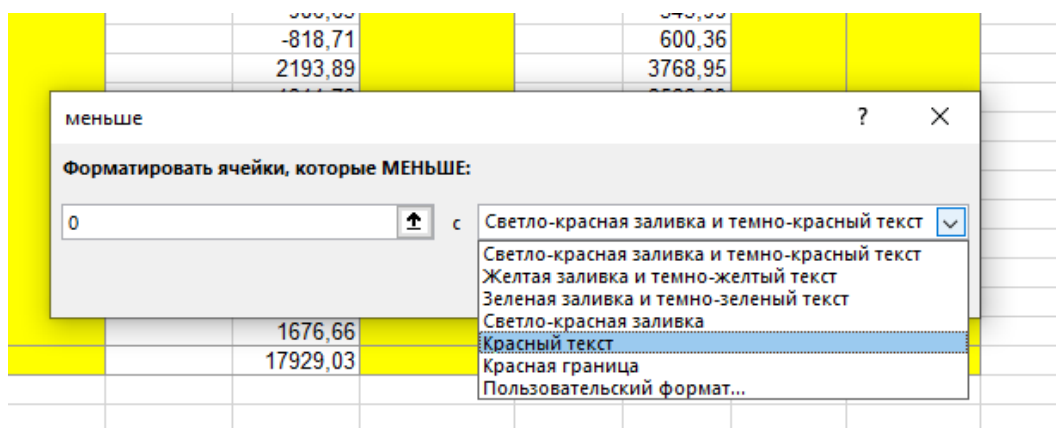 -818,71 600,36
2193,89 3768,95
меньше ? ×
Форматировать ячейки, которые МЕНЬШЕ:
0 с Светло-красная заливка и темно-красный текст
Светло-красная заливка и темно-красный текст
Желтая заливка и темно-желтый текст
Зеленая заливка и темно-зеленый текст
Светло-красная заливка
Красный текст
Красная граница
Пользовательский формат...
1676,66
17929,03